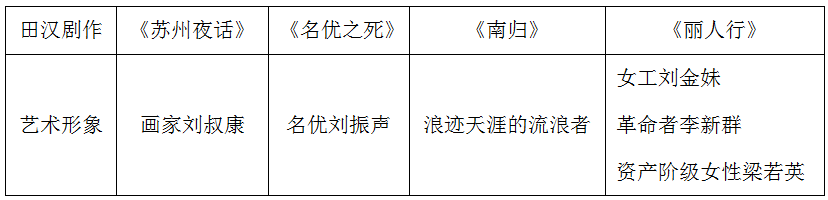 田汉剧作 《苏州夜话》 《名优之死》 《南归》 《丽人行》
艺术形象 画家刘叔康 名优刘振声 浪迹天涯的流浪者 女工刘金妹
革命者李新群
资产阶级女性梁若英